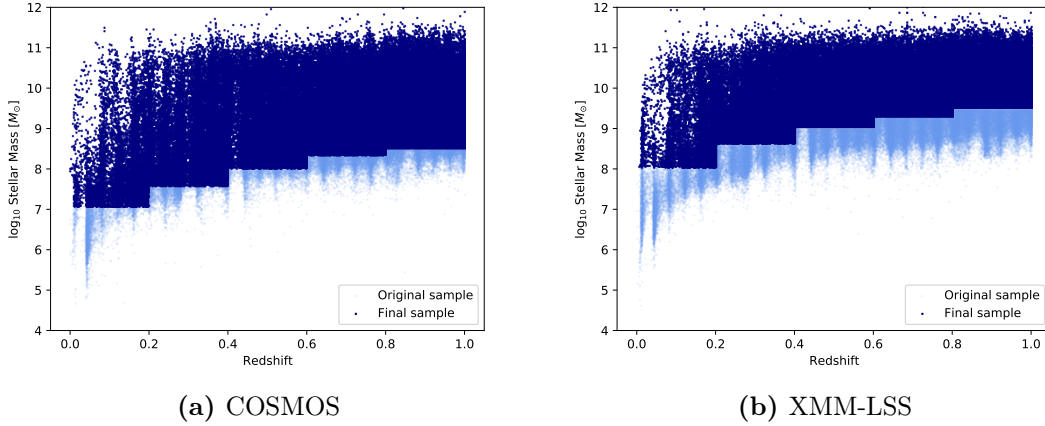 12
11
10
9
8
7
6
5
4
log₁₀ Stellar Mass [M⊙]
0.0 0.2 0.4 0.6 0.8 1.0
Redshift
Original sample
Final sample
(a) COSMOS
12
11
10
9
8
7
6
5
4
log₁₀ Stellar Mass [M⊙]
0.0 0.2 0.4 0.6 0.8 1.0
Redshift
Original sample
Final sample
(b) XMM-LSS